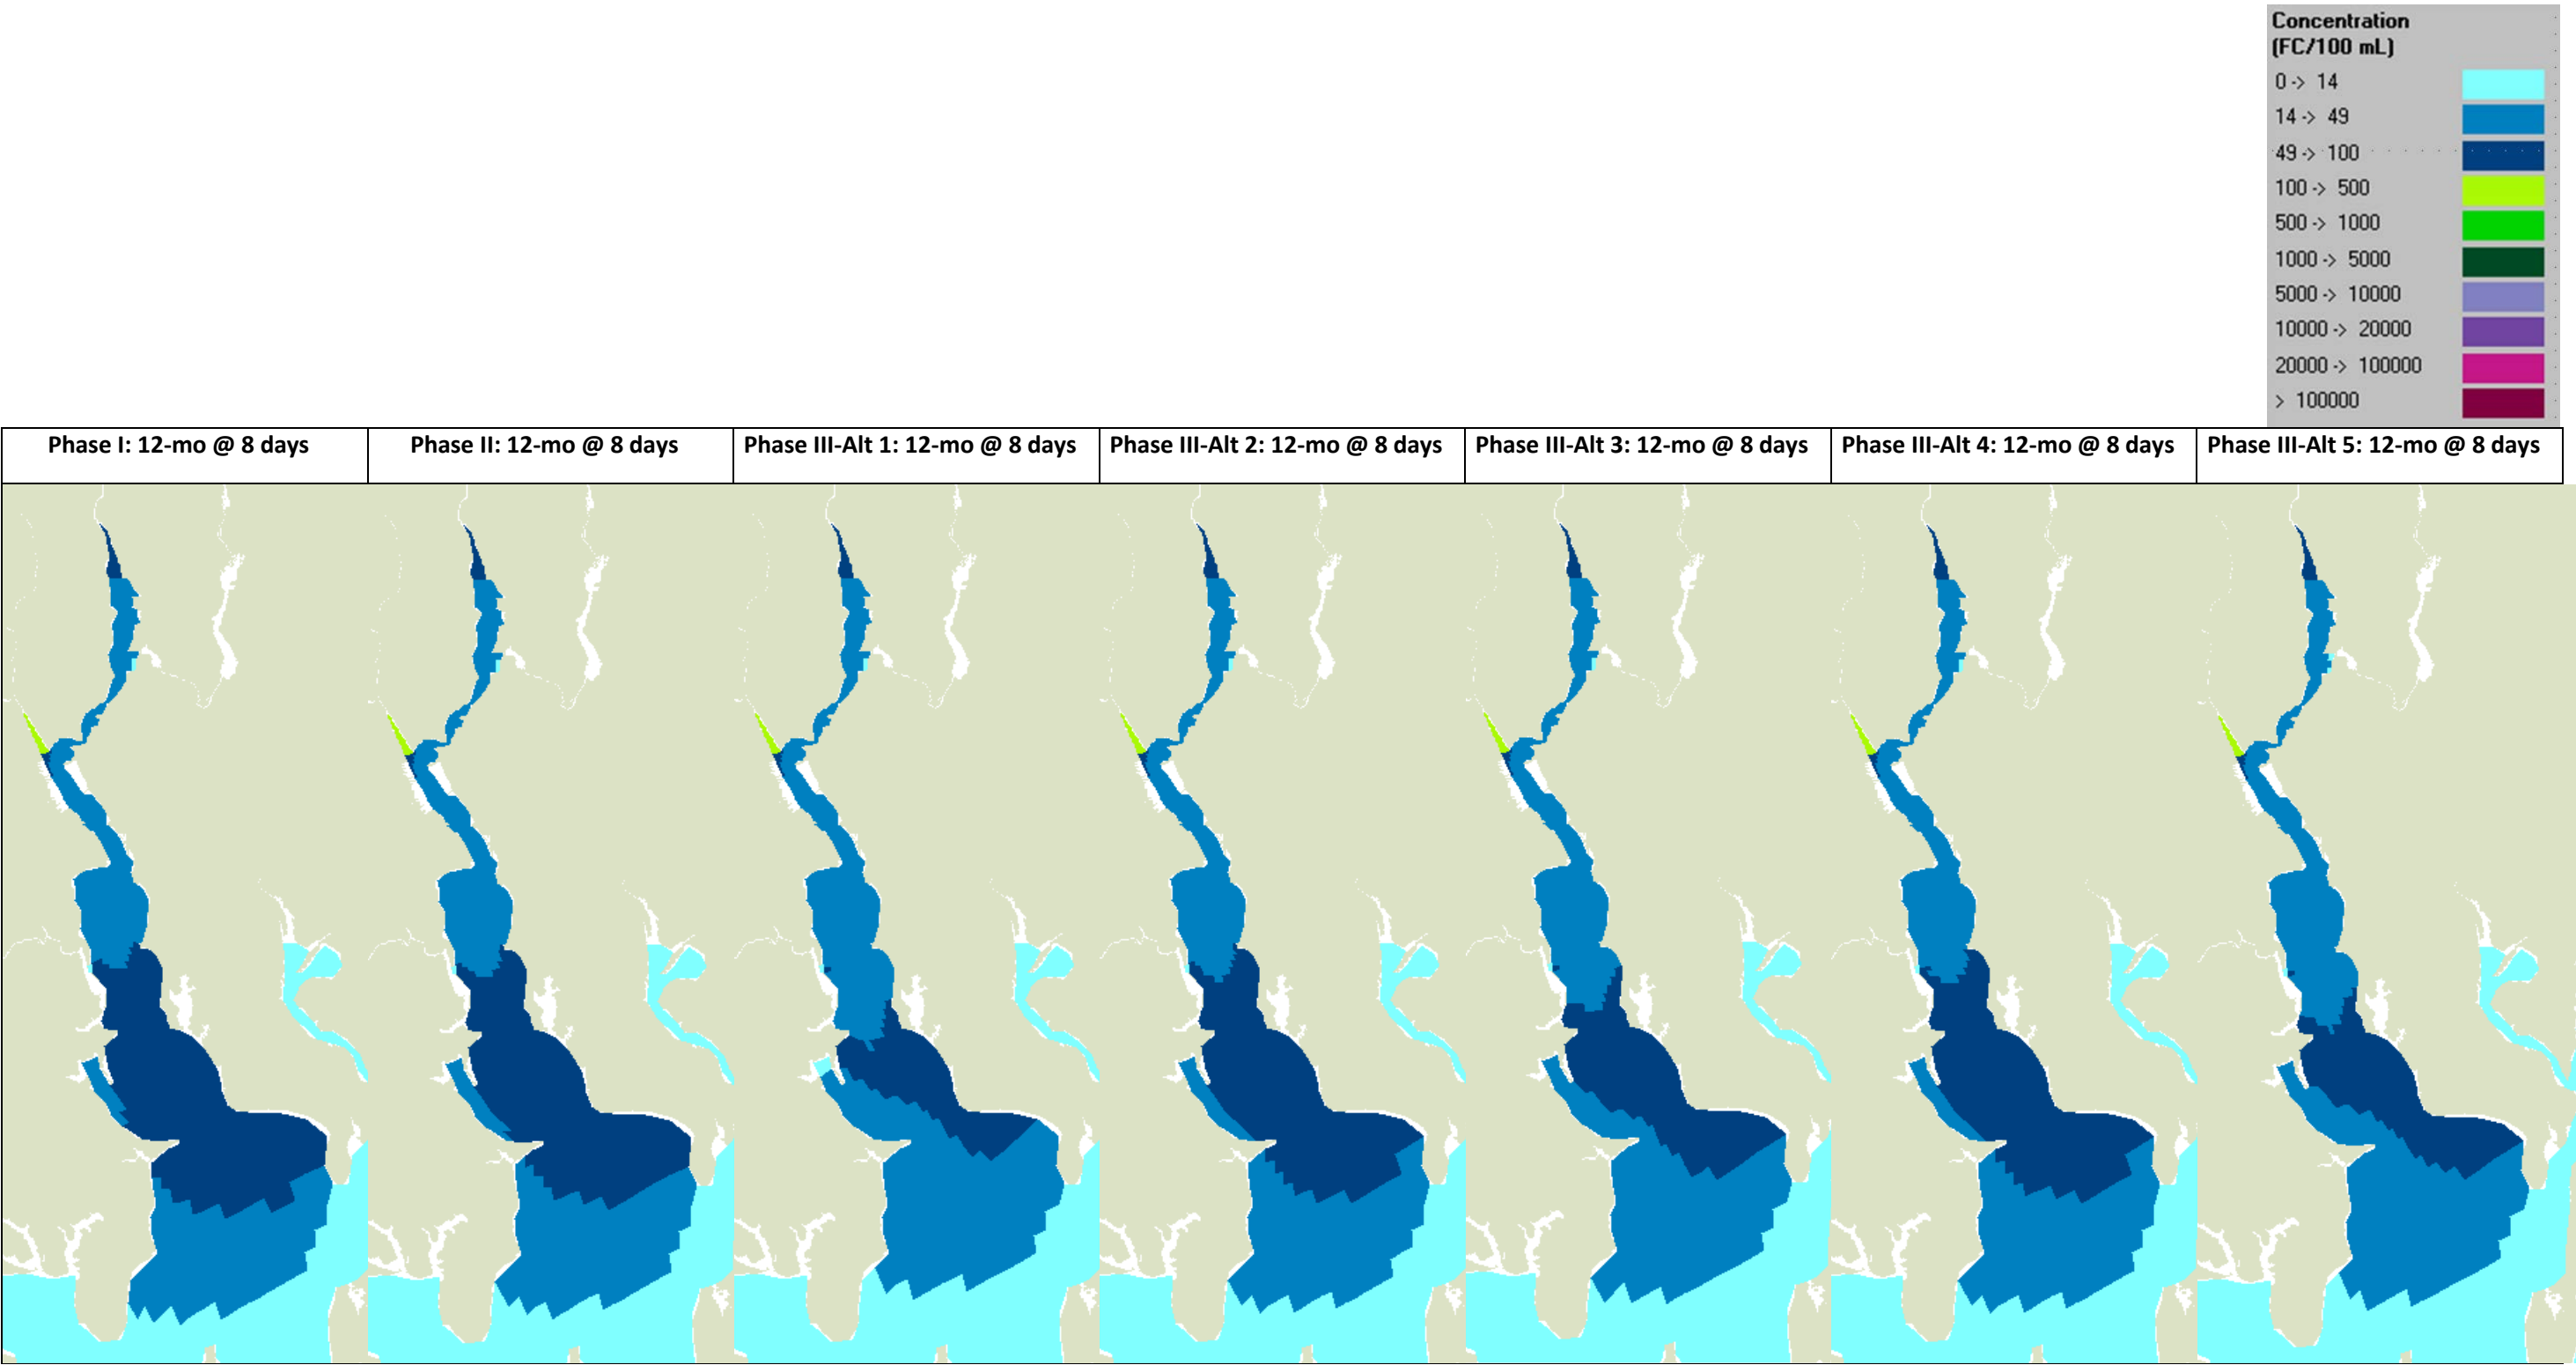 Concentration
(FC/100 mL)
0 -> 14
14 -> 49
49 -> 100
100 -> 500
500 -> 1000
1000 -> 5000
5000 -> 10000
10000 -> 20000
20000 -> 100000
> 100000
Phase I: 12-mo @ 8 days
Phase II: 12-mo @ 8 days
Phase III-Alt 1: 12-mo @ 8 days
Phase III-Alt 2: 12-mo @ 8 days
Phase III-Alt 3: 12-mo @ 8 days
Phase III-Alt 4: 12-mo @ 8 days
Phase III-Alt 5: 12-mo @ 8 days